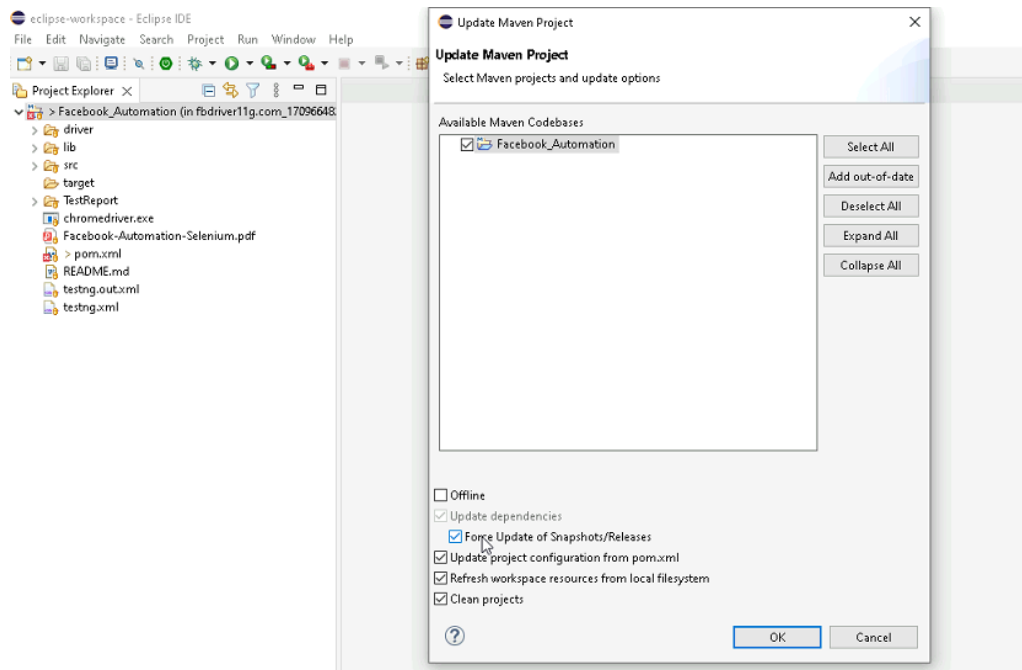 eclipse-workspace - Eclipse IDE
File Edit Navigate Search Project Run Window Help
Project Explorer
> Facebook_Automation (in fbdriver11g.com_17096648
driver
lib
src
target
TestReport
chromedriver.exe
Facebook-Automation-Selenium.pdf
> pom.xml
README.md
testng.out.xml
testng.xml
Update Maven Project
Update Maven Project
Select Maven projects and update options
Available Maven Codebases
Facebook_Automation
Select All
Add out-of-date
Deselect All
Expand All
Collapse All
Offline
Update dependencies
Force Update of Snapshots/Releases
Update project configuration from pom.xml
Refresh workspace resources from local filesystem
Clean projects
OK Cancel